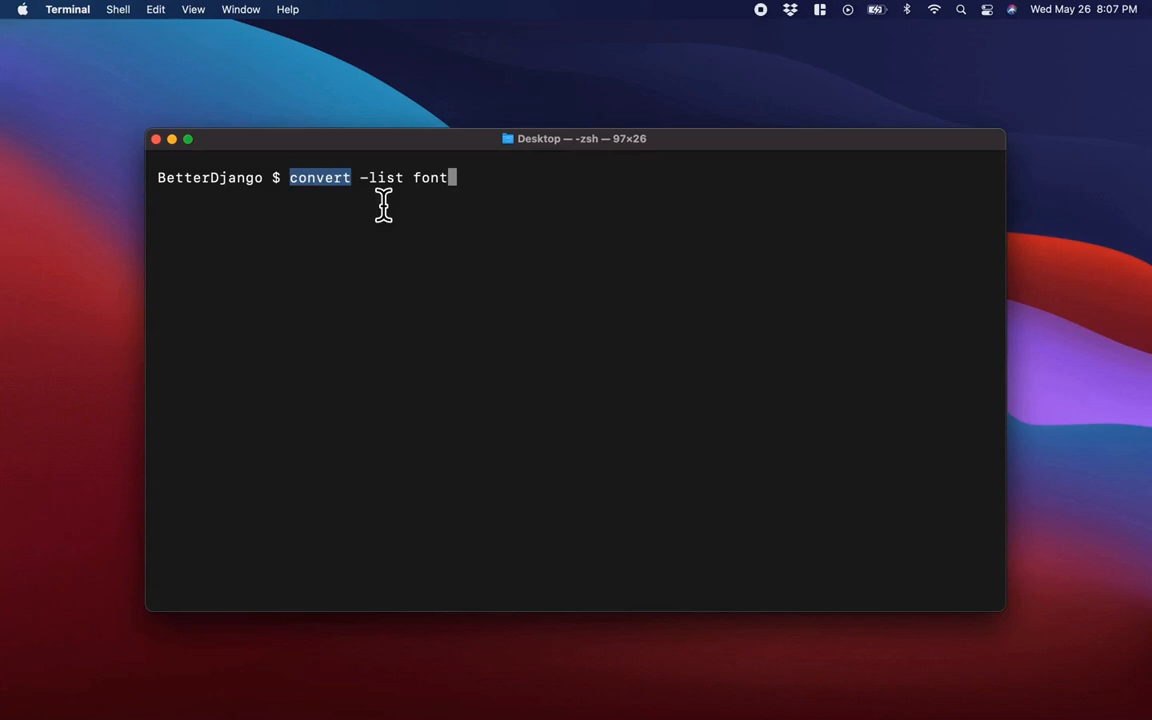 Terminal Shell Edit View Window Help Wed May 26 8:07 PM
Desktop — -zsh — 97×26
BetterDjango $ convert -list font